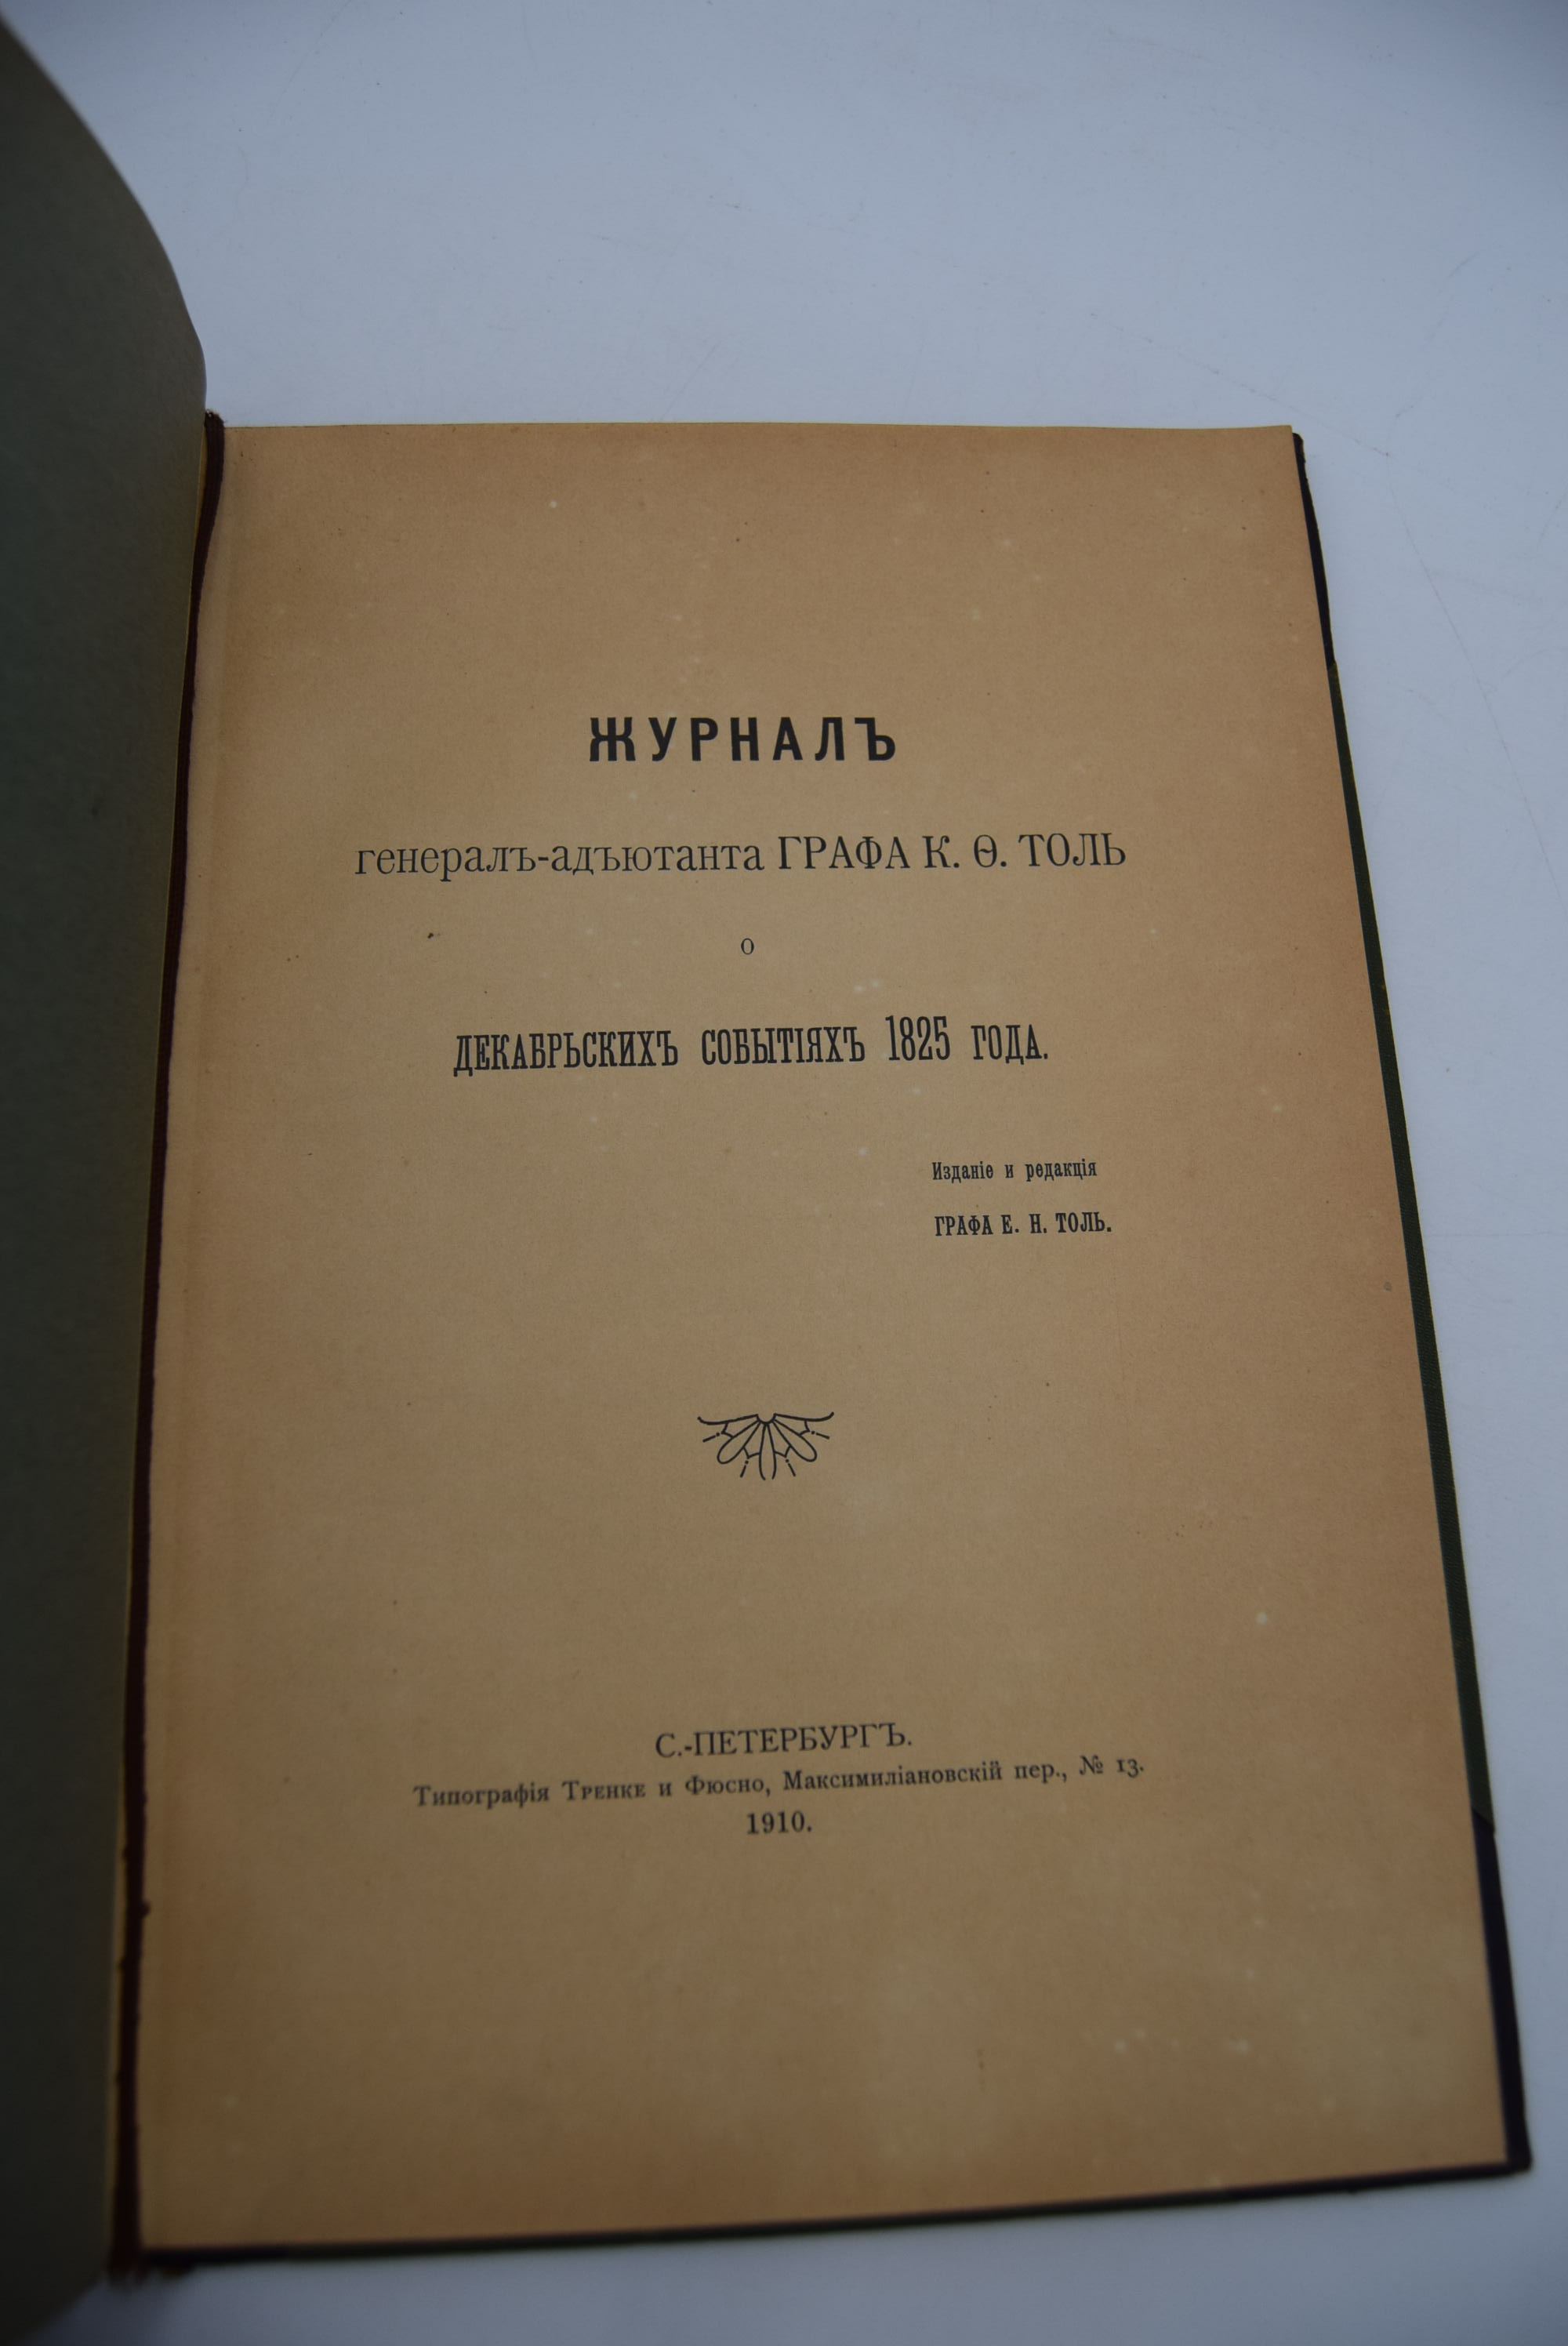 ЖУРНАЛЪ
генералъ-адъютанта ГРАФА К. Ѳ. ТОЛЬ
о
ДЕКАБРЬСКИХЪ СОБЫТІЯХЪ 1825 ГОДА.
Изданіе и редакція
ГРАФА Е. Н. ТОЛЬ.
С.-ПЕТЕРБУРГЪ.
Типографія Тренке и Фюсно, Максимиліановскій пер., № 13.
1910.